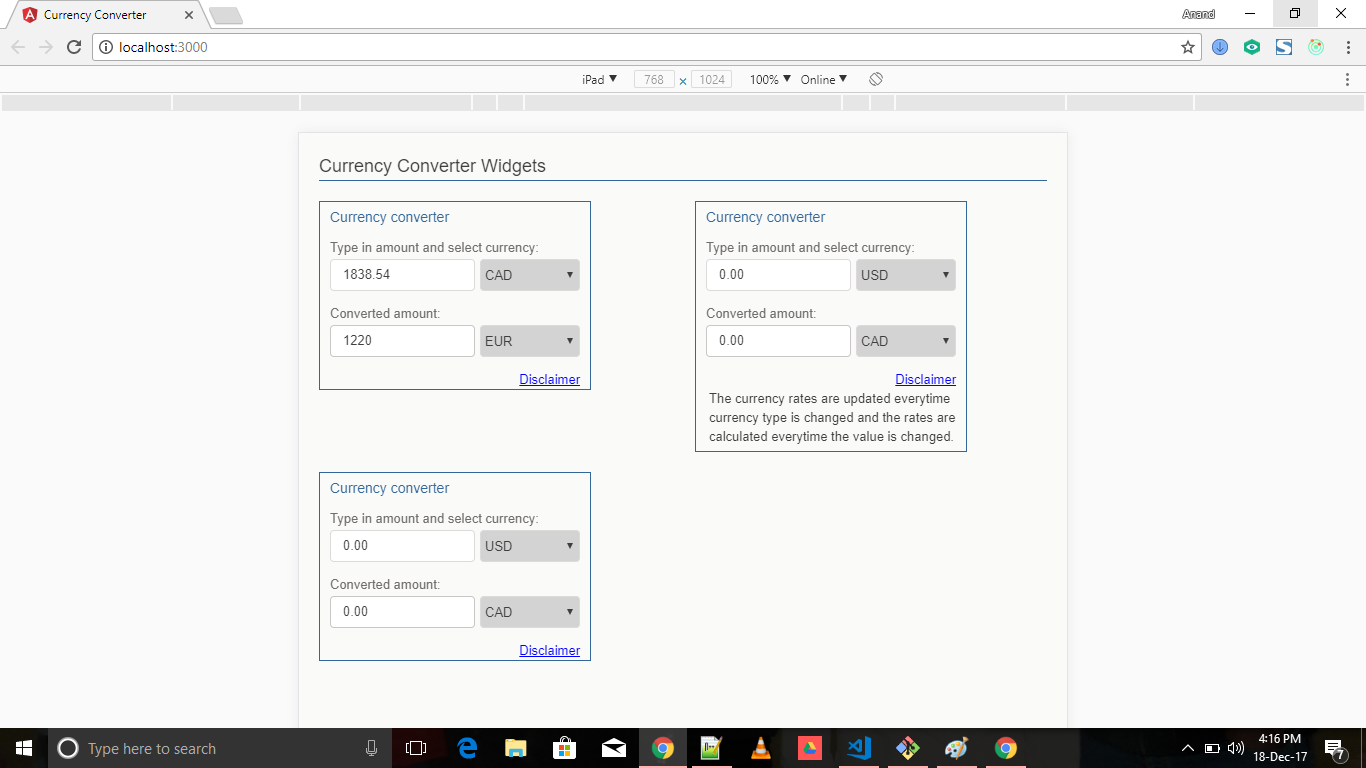 Currency Converter
Anand
localhost:3000
iPad ▼ 768 × 1024 100% ▼ Online ▼
Currency Converter Widgets
Currency converter
Type in amount and select currency:
1838.54 CAD
Converted amount:
1220 EUR
Disclaimer
Currency converter
Type in amount and select currency:
0.00 USD
Converted amount:
0.00 CAD
Disclaimer
The currency rates are updated everytime
currency type is changed and the rates are
calculated everytime the value is changed.
Currency converter
Type in amount and select currency:
0.00 USD
Converted amount:
0.00 CAD
Disclaimer
Type here to search
4:16 PM
18-Dec-17
7